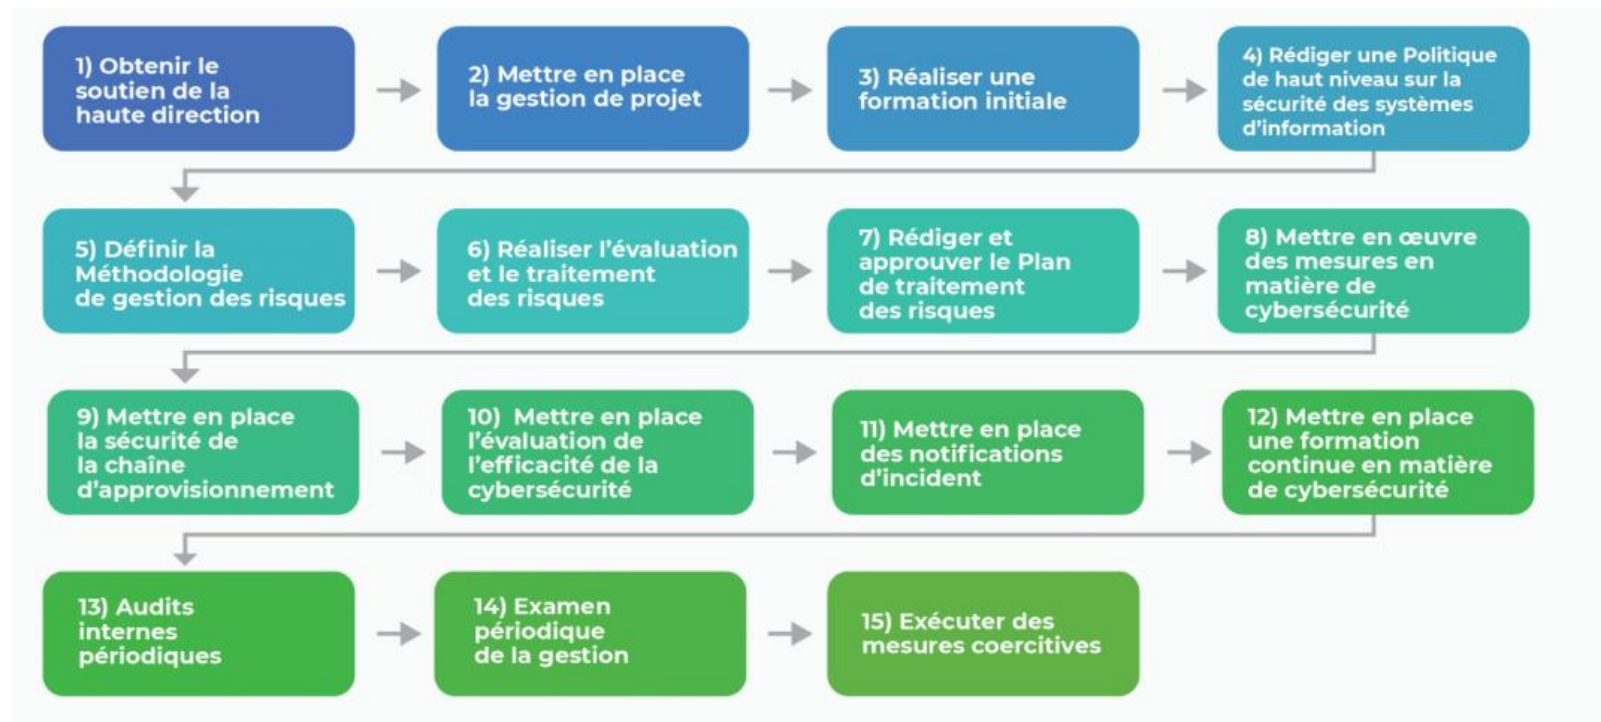 1) Obtenir le
soutien de la
haute direction
2) Mettre en place
la gestion de projet
3) Réaliser une
formation initiale
4) Rédiger une Politique
de haut niveau sur la
sécurité des systèmes
d'information
5) Définir la
Méthodologie
de gestion des risques
6) Réaliser l'évaluation
et le traitement
des risques
7) Rédiger et
approuver le Plan
de traitement
des risques
8) Mettre en œuvre
des mesures en
matière de
cybersécurité
9) Mettre en place
la sécurité de
la chaîne
d'approvisionnement
10) Mettre en place
l'évaluation de
l'efficacité de la
cybersécurité
11) Mettre en place
des notifications
d'incident
12) Mettre en place
une formation
continue en matière
de cybersécurité
13) Audits
internes
périodiques
14) Examen
périodique
de la gestion
15) Exécuter des
mesures coercitives